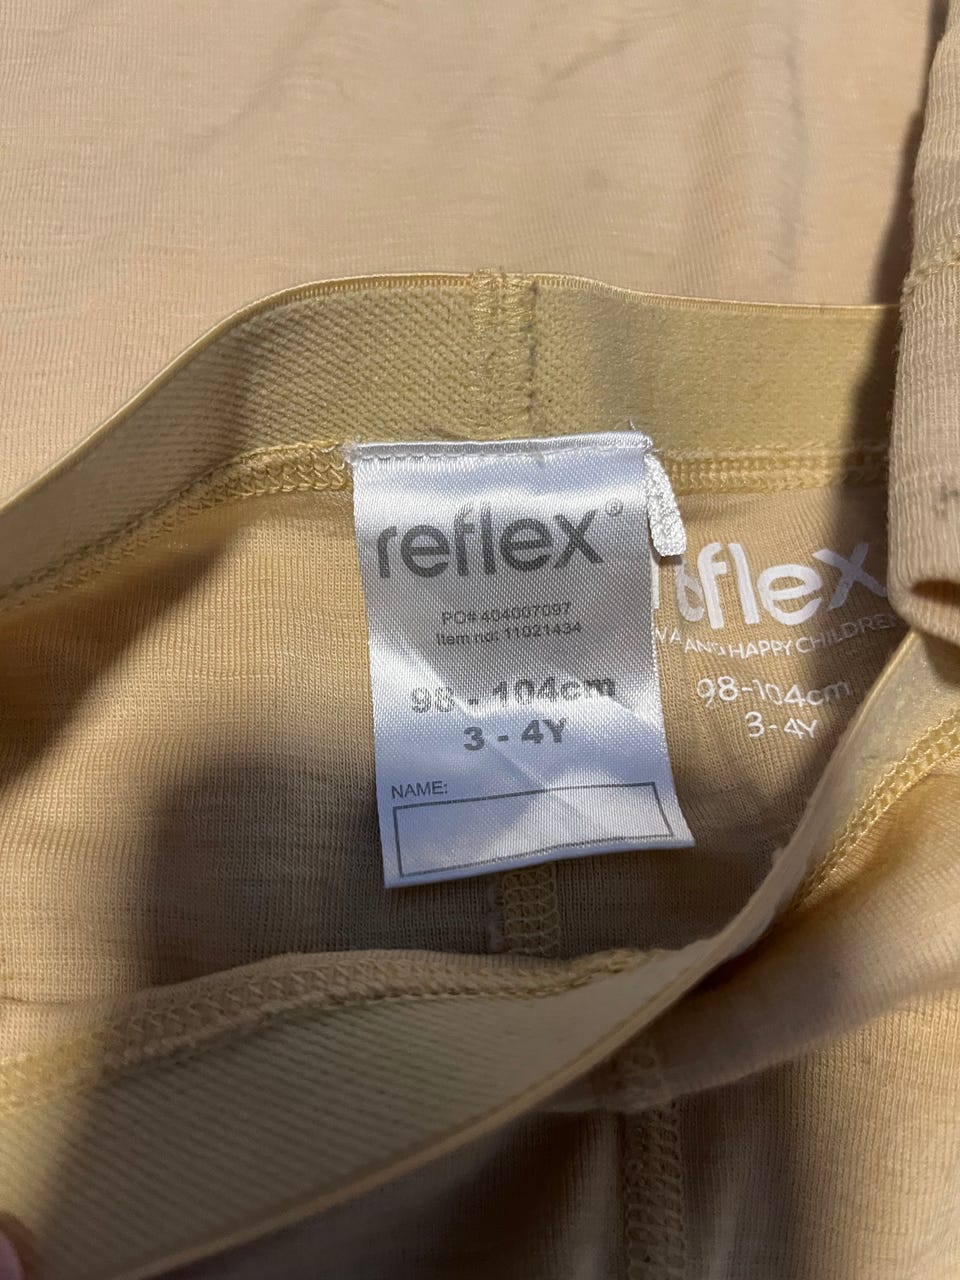 reflex®
PO# 404007097
Item no: 11021434
98 - 104cm
3 - 4Y
NAME:
flex
AND HAPPY CHILDREN
98-104cm
3-4Y